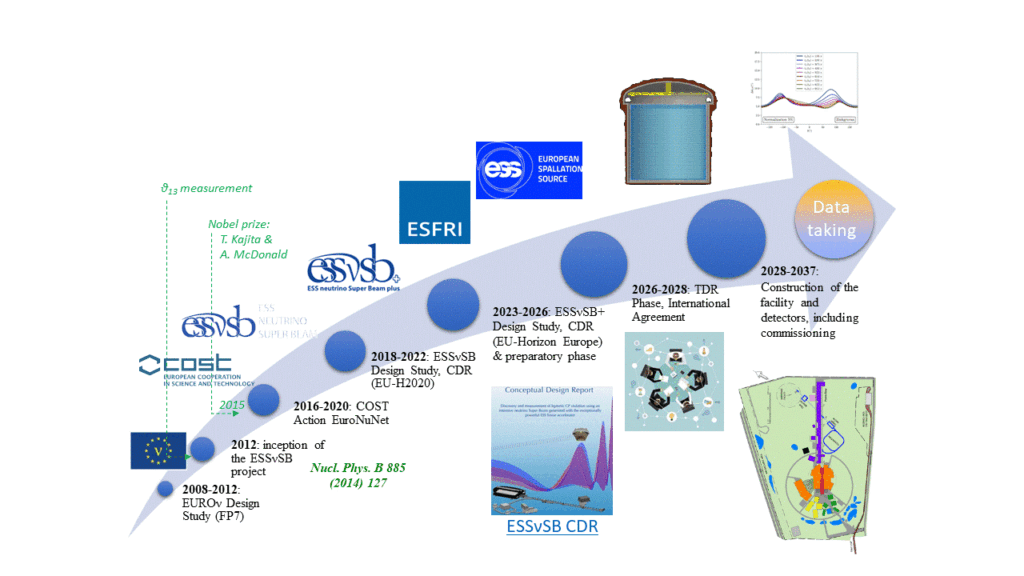 ϑ13 measurement
Nobel prize:
T. Kajita &
A. McDonald
2015
COST
EUROPEAN COOPERATION
IN SCIENCE AND TECHNOLOGY
ν
2008-2012:
EUROν Design
Study (FP7)
2012: inception of
the ESSνSB
project
Nucl. Phys. B 885
(2014) 127
essνsb
ESS
NEUTRINO
SUPER BEAM
2016-2020: COST
Action EuroNuNet
essνsb+
ESS neutrino Super Beam plus
2018-2022: ESSνSB
Design Study, CDR
(EU-H2020)
ESFRI
ess
EUROPEAN
SPALLATION
SOURCE
2023-2026: ESSνSB+
Design Study, CDR
(EU-Horizon Europe)
& preparatory phase
Conceptual Design Report
ESSνSB CDR
2026-2028: TDR
Phase, International
Agreement
Data
taking
2028-2037:
Construction of the
facility and
detectors, including
commissioning